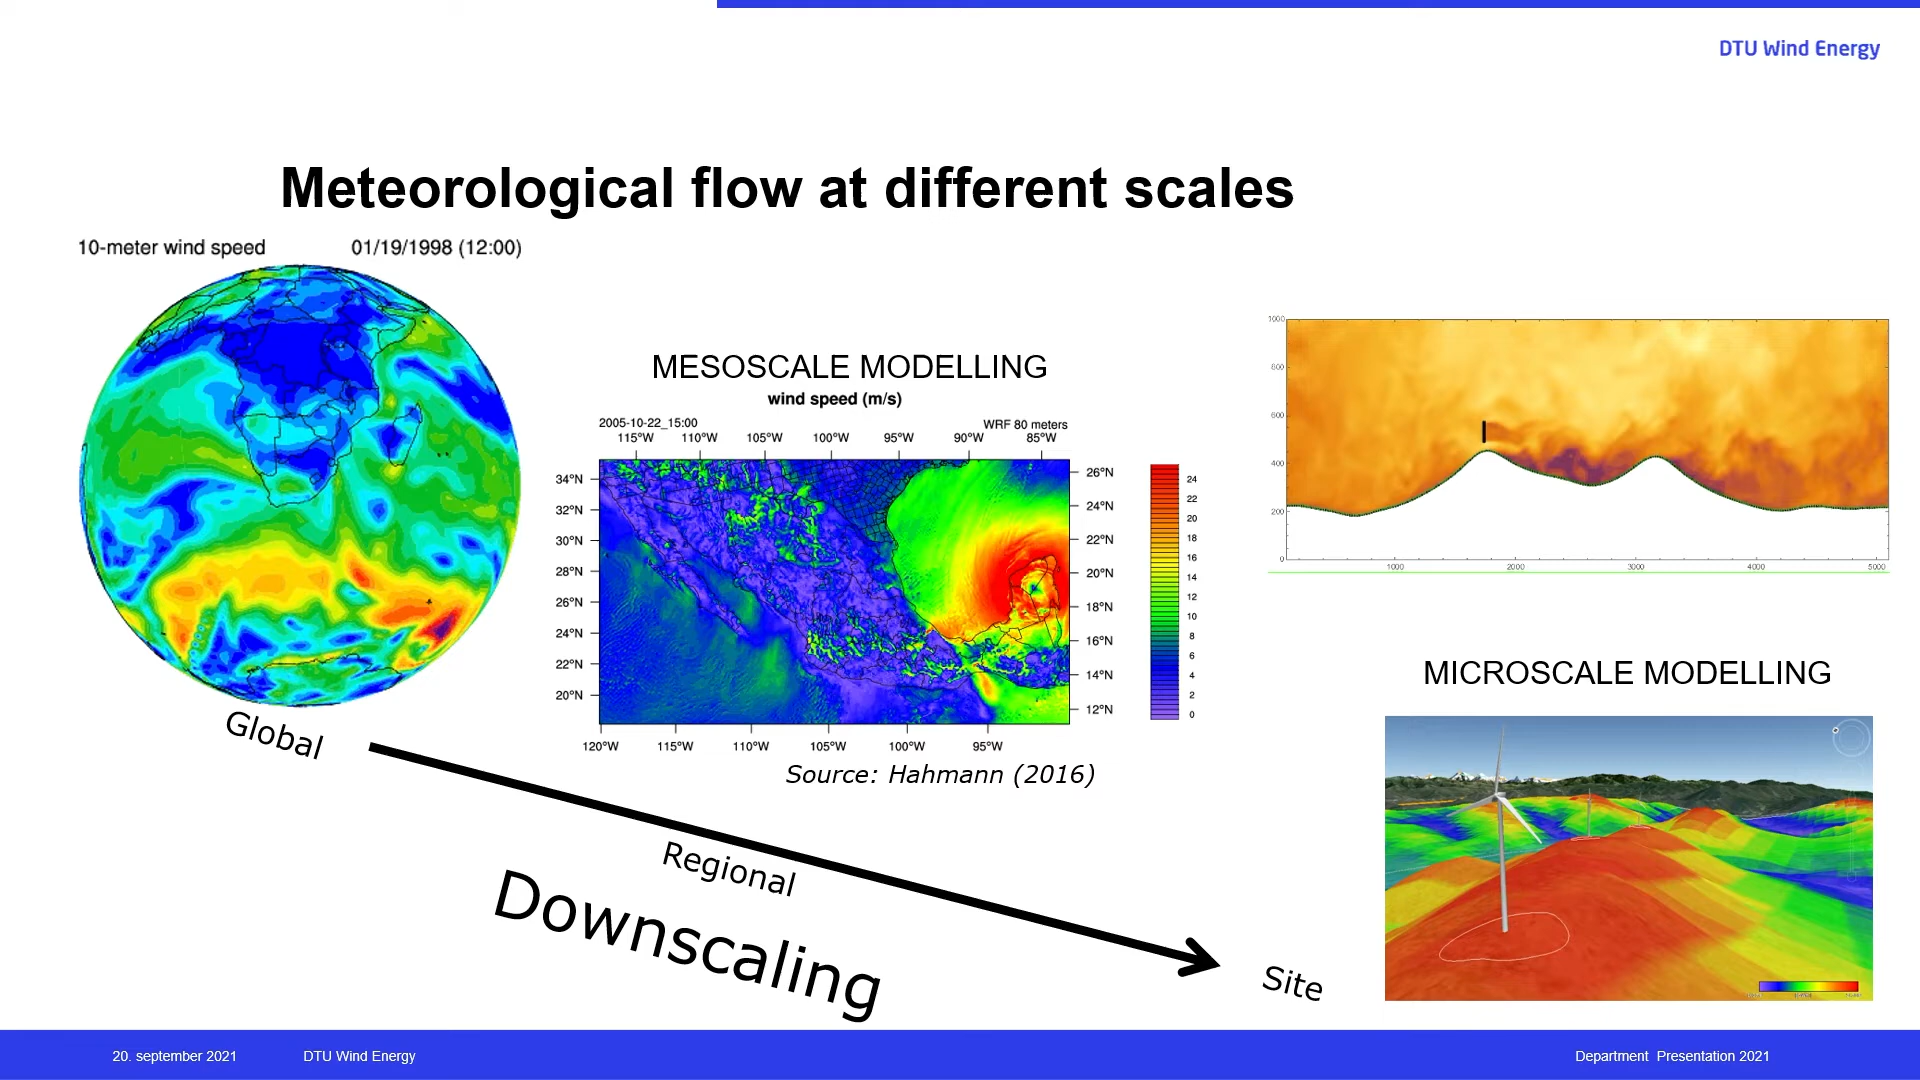 DTU Wind Energy
Meteorological flow at different scales
10-meter wind speed 01/19/1998 (12:00)
MESOSCALE MODELLING
wind speed (m/s)
2005-10-22_15:00 WRF 80 meters
115°W 110°W 105°W 100°W 95°W 90°W 85°W
34°N
32°N
30°N
28°N
26°N
24°N
22°N
20°N
26°N
24°N
22°N
20°N
18°N
16°N
14°N
12°N
120°W 115°W 110°W 105°W 100°W 95°W
24
22
20
18
16
14
12
10
8
6
4
2
0
Source: Hahmann (2016)
1000
800
600
400
200
0
1000 2000 3000 4000 5000
MICROSCALE MODELLING
Global
Regional
Downscaling
Site
20. september 2021 DTU Wind Energy Department Presentation 2021